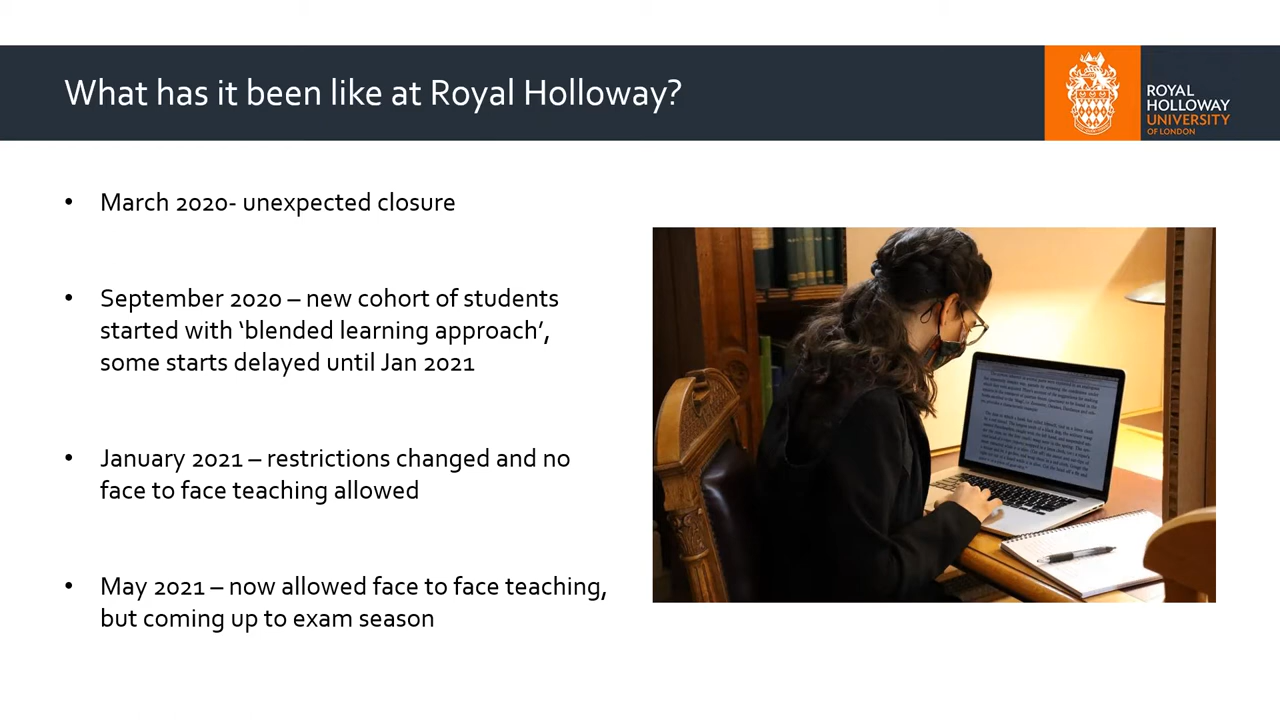 What has it been like at Royal Holloway?
ROYAL
HOLLOWAY
UNIVERSITY
OF LONDON
• March 2020- unexpected closure
• September 2020 – new cohort of students
started with ‘blended learning approach’,
some starts delayed until Jan 2021
• January 2021 – restrictions changed and no
face to face teaching allowed
• May 2021 – now allowed face to face teaching,
but coming up to exam season